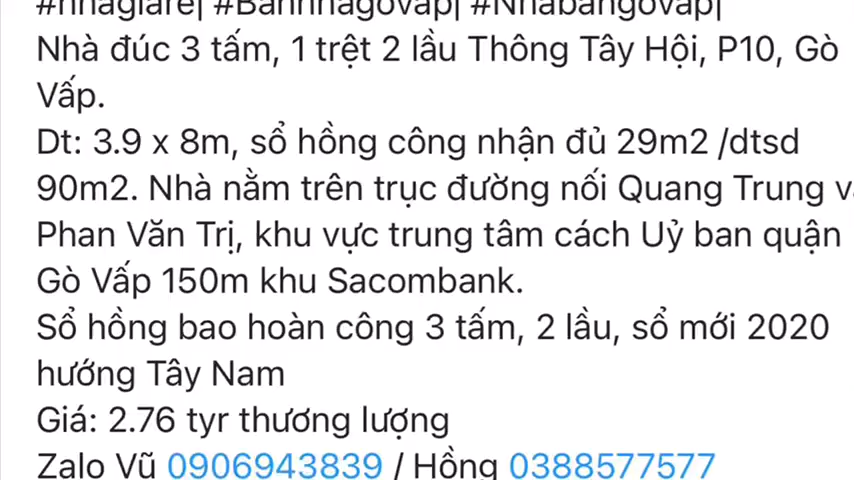 #nhagiare| #Bannhagovap| #Nhabangovap|
Nhà đúc 3 tấm, 1 trệt 2 lầu Thông Tây Hội, P10, Gò
Vấp.
Dt: 3.9 x 8m, sổ hồng công nhận đủ 29m2 /dtsd
90m2. Nhà nằm trên trục đường nối Quang Trung
Phan Văn Trị, khu vực trung tâm cách Uỷ ban quận
Gò Vấp 150m khu Sacombank.
Sổ hồng bao hoàn công 3 tấm, 2 lầu, sổ mới 2020
hướng Tây Nam
Giá: 2.76 tyr thương lượng
Zalo Vũ 0906943839 / Hồng 0388577577